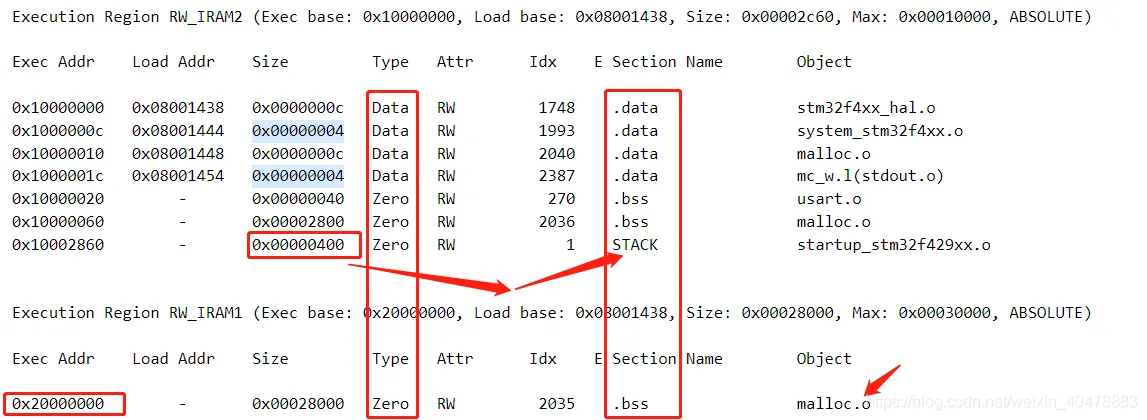 Execution Region RW_IRAM2 (Exec base: 0x10000000, Load base: 0x08001438, Size: 0x00002c60, Max: 0x00010000, ABSOLUTE)
Exec Addr Load Addr Size Type Attr Idx E Section Name Object
0x10000000 0x08001438 0x0000000c Data RW 1748 .data stm32f4xx_hal.o
0x1000000c 0x08001444 0x00000004 Data RW 1993 .data system_stm32f4xx.o
0x10000010 0x08001448 0x0000000c Data RW 2040 .data malloc.o
0x1000001c 0x08001454 0x00000004 Data RW 2387 .data mc_w.l(stdout.o)
0x10000020 - 0x00000040 Zero RW 270 .bss usart.o
0x10000060 - 0x00002800 Zero RW 2036 .bss malloc.o
0x10002860 - 0x00000400 Zero RW 1 STACK startup_stm32f429xx.o
Execution Region RW_IRAM1 (Exec base: 0x20000000, Load base: 0x08001438, Size: 0x00028000, Max: 0x00030000, ABSOLUTE)
Exec Addr Load Addr Size Type Attr Idx E Section Name Object
0x20000000 - 0x00028000 Zero RW 2035 .bss malloc.o
https://blog.csdn.net/weixin_40478883